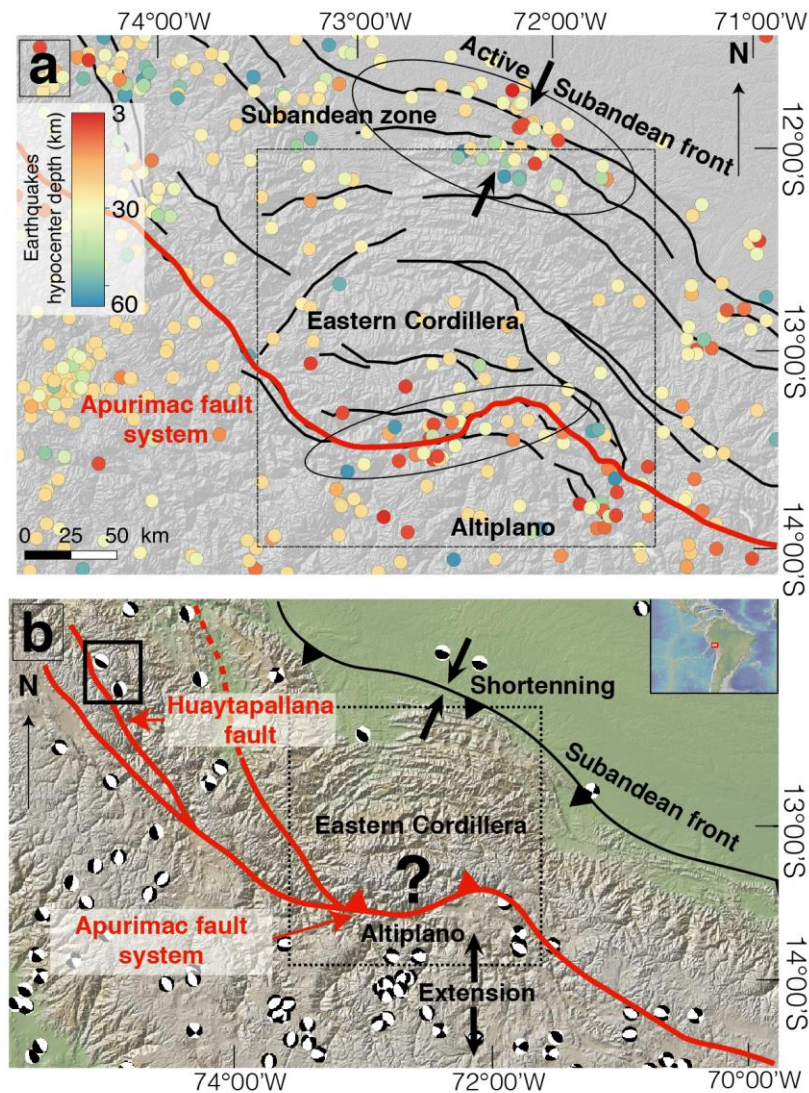 74°00'W 73°00'W 72°00'W 71°00'W
a
N
Active Subandean front
Subandean zone
3
30
60
Earthquakes
hypocenter depth (km)
12°00'S
Eastern Cordillera
13°00'S
Apurimac fault
system
Altiplano
14°00'S
0 25 50 km
b
N
Shortenning
Huaytapallana
fault
Subandean front
Eastern Cordillera
13°00'S
?
Apurimac fault
system
Altiplano
14°00'S
Extension
74°00'W 72°00'W 70°00'W